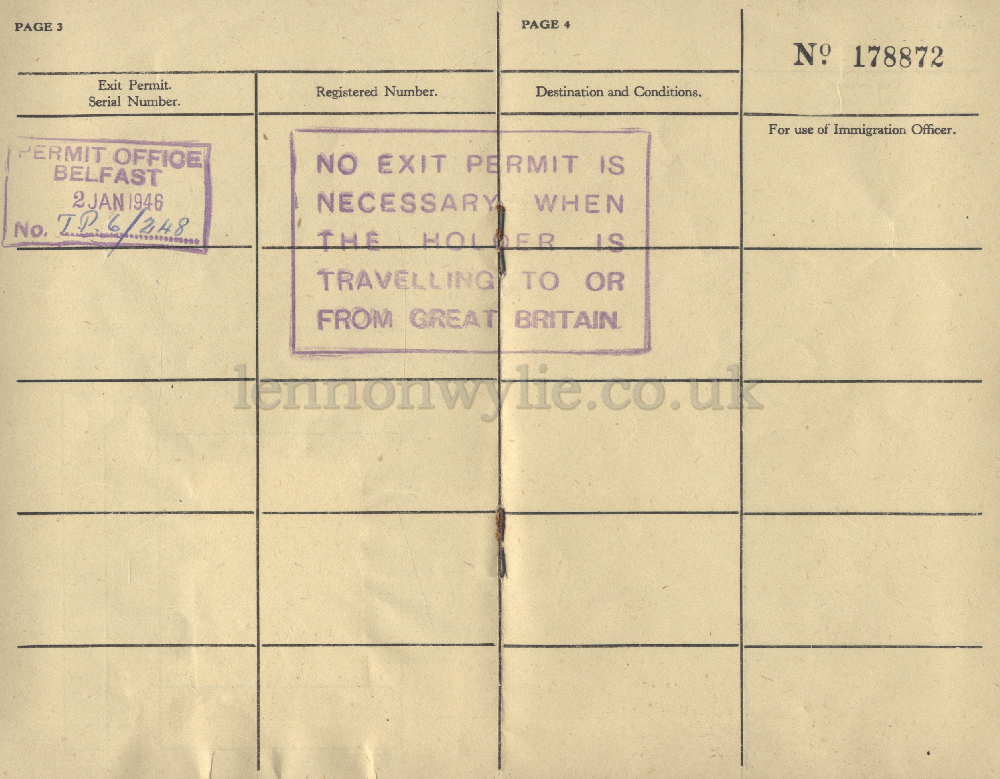 PAGE 3
PAGE 4
Nº 178872
Exit Permit.
Serial Number.
Registered Number.
Destination and Conditions.
For use of Immigration Officer.
PERMIT OFFICE
BELFAST
2 JAN 1946
No. T.P. 6/248
NO EXIT PERMIT IS
NECESSARY WHEN
THE HOLDER IS
TRAVELLING TO OR
FROM GREAT BRITAIN.
lennonwylie.co.uk